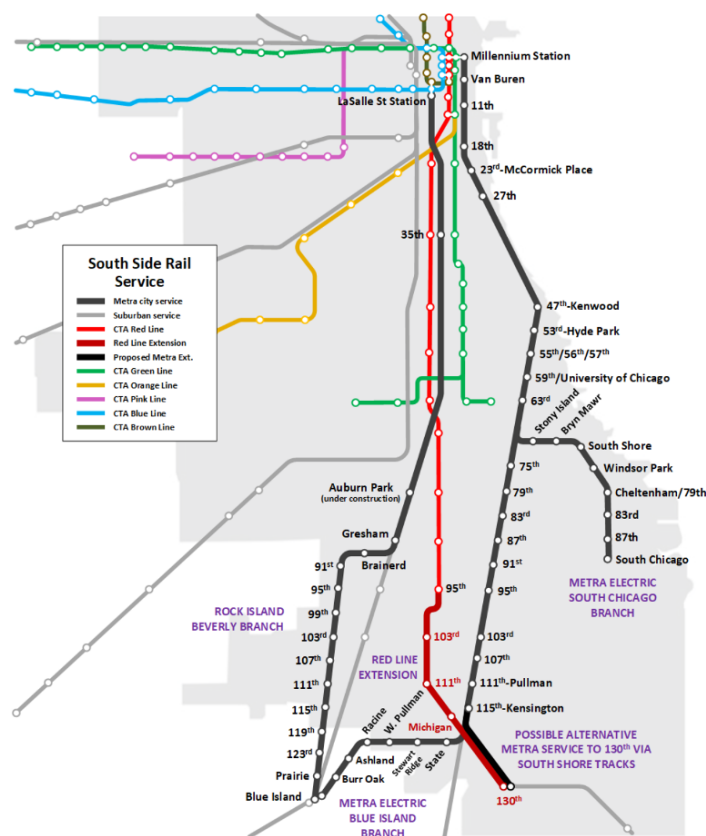 Millennium Station
Van Buren
LaSalle St Station
11th
18th
23rd-McCormick Place
27th
35th
South Side Rail
Service
Metra city service
Suburban service
CTA Red Line
Red Line Extension
Proposed Metra Ext.
CTA Green Line
CTA Orange Line
CTA Pink Line
CTA Blue Line
CTA Brown Line
47th-Kenwood
53rd-Hyde Park
55th/56th/57th
59th/University of Chicago
63rd
Stony Island
Bryn Mawr
South Shore
Windsor Park
Cheltenham/79th
83rd
87th
South Chicago
75th
79th
83rd
87th
91st
95th
103rd
107th
111th-Pullman
115th-Kensington
METRA ELECTRIC
SOUTH CHICAGO
BRANCH
Auburn Park
(under construction)
Gresham
Brainerd
91st
95th
99th
103rd
107th
111th
115th
119th
123rd
Prairie
Blue Island
ROCK ISLAND
BEVERLY BRANCH
95th
103rd
111th
Michigan
130th
RED LINE
EXTENSION
Burr Oak
Ashland
Racine
W. Pullman
Stewart
Ridge
State
METRA ELECTRIC
BLUE ISLAND
BRANCH
POSSIBLE ALTERNATIVE
METRA SERVICE TO 130th VIA
SOUTH SHORE TRACKS